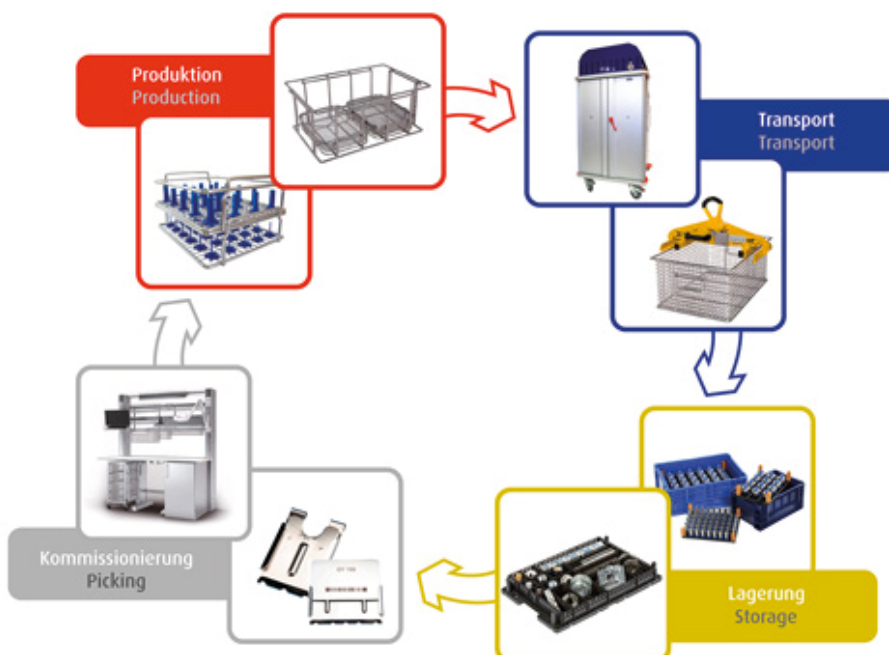 Produktion
Production
Transport
Transport
Kommissionierung
Picking
Lagerung
Storage